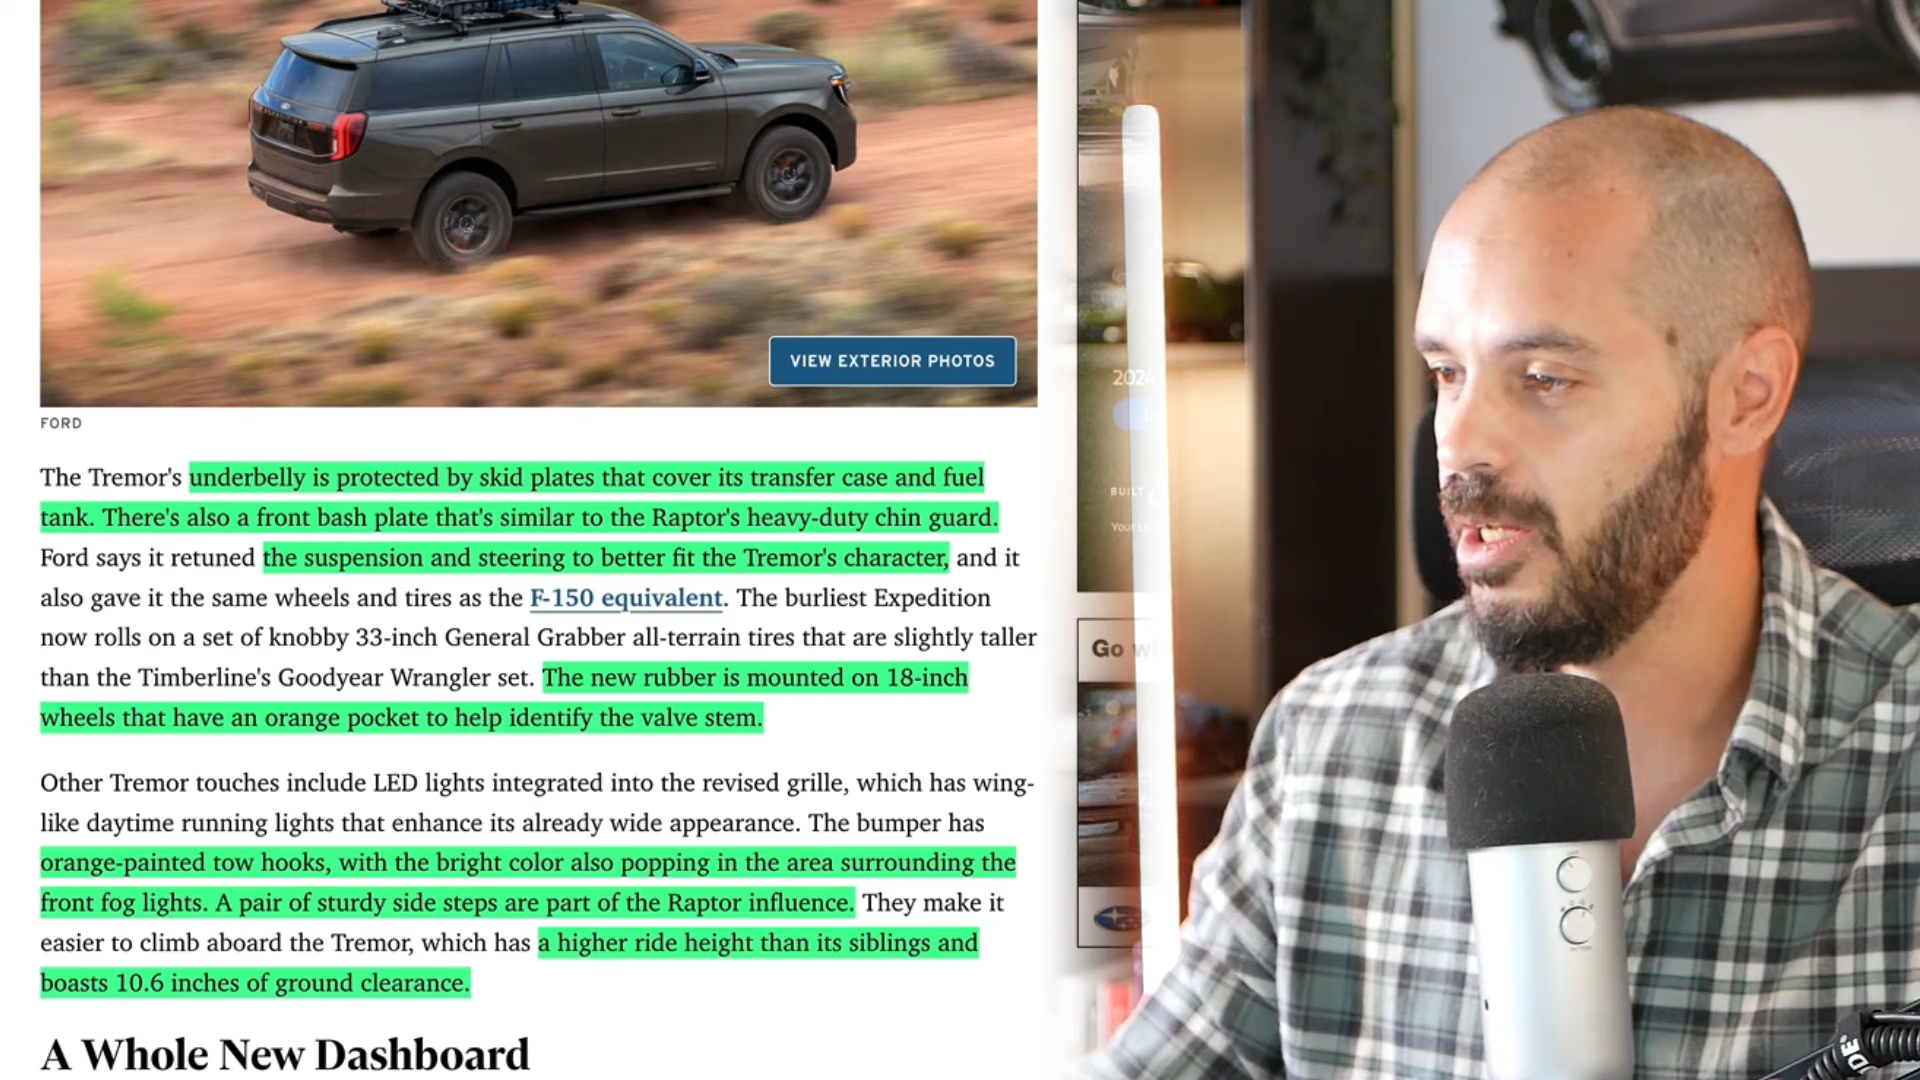 VIEW EXTERIOR PHOTOS
FORD
The Tremor's underbelly is protected by skid plates that cover its transfer case and fuel
tank. There's also a front bash plate that's similar to the Raptor's heavy-duty chin guard.
Ford says it retuned the suspension and steering to better fit the Tremor's character, and it
also gave it the same wheels and tires as the F-150 equivalent. The burliest Expedition
now rolls on a set of knobby 33-inch General Grabber all-terrain tires that are slightly taller
than the Timberline's Goodyear Wrangler set. The new rubber is mounted on 18-inch
wheels that have an orange pocket to help identify the valve stem.
Other Tremor touches include LED lights integrated into the revised grille, which has wing-
like daytime running lights that enhance its already wide appearance. The bumper has
orange-painted tow hooks, with the bright color also popping in the area surrounding the
front fog lights. A pair of sturdy side steps are part of the Raptor influence. They make it
easier to climb aboard the Tremor, which has a higher ride height than its siblings and
boasts 10.6 inches of ground clearance.
A Whole New Dashboard
2024
BUILT
Your
Go